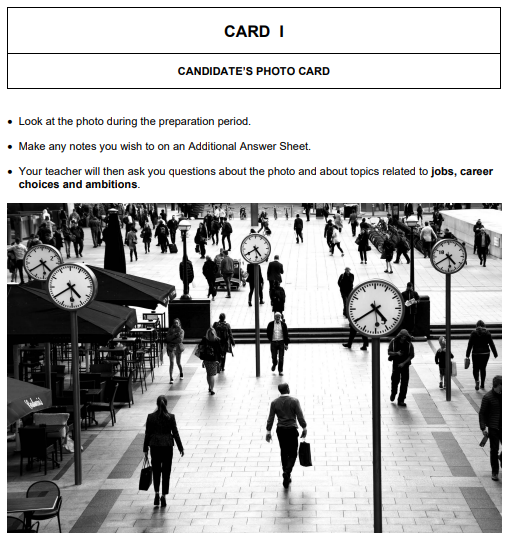 CARD I
CANDIDATE'S PHOTO CARD
• Look at the photo during the preparation period.
• Make any notes you wish to on an Additional Answer Sheet.
• Your teacher will then ask you questions about the photo and about topics related to jobs, career
choices and ambitions.